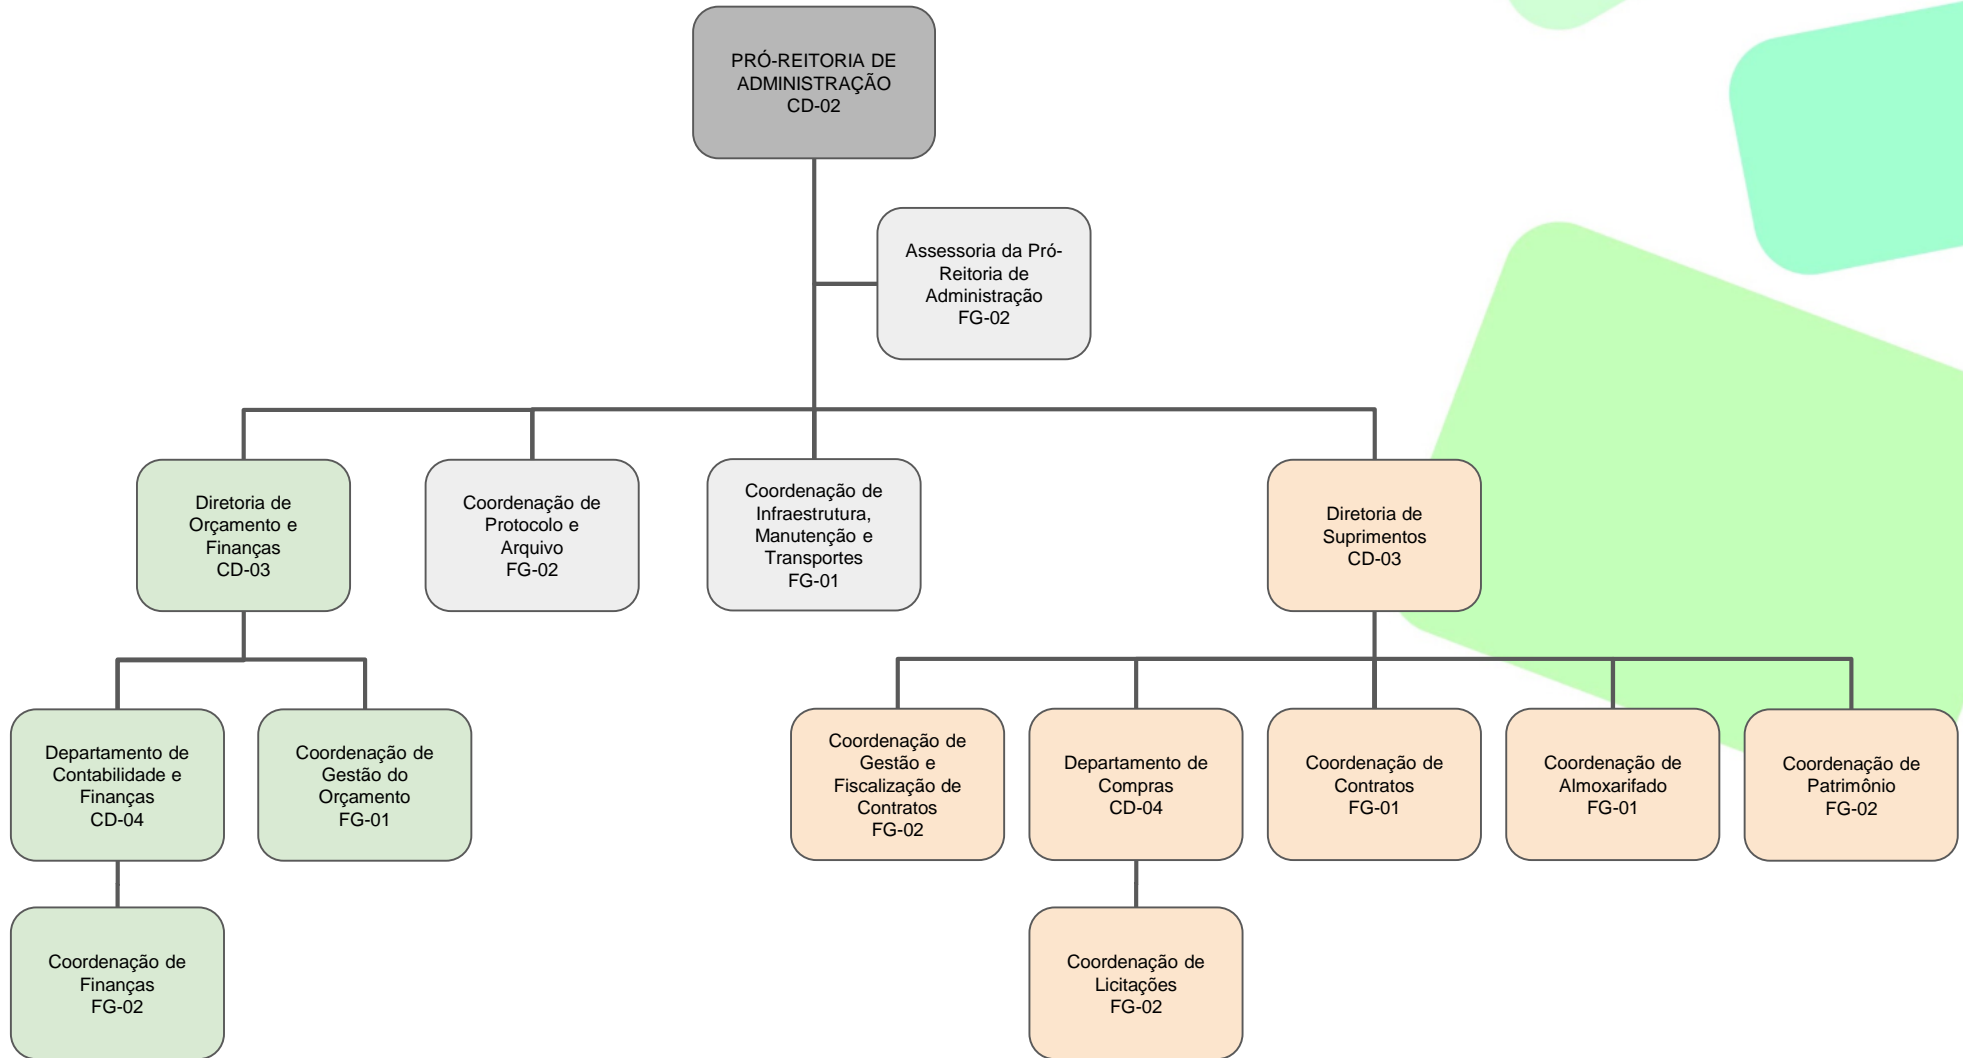 PRÓ-REITORIA DE
ADMINISTRAÇÃO
CD-02
Assessoria da Pró-
Reitoria de
Administração
FG-02
Diretoria de
Orçamento e
Finanças
CD-03
Coordenação de
Protocolo e
Arquivo
FG-02
Coordenação de
Infraestrutura,
Manutenção e
Transportes
FG-01
Diretoria de
Suprimentos
CD-03
Departamento de
Contabilidade e
Finanças
CD-04
Coordenação de
Gestão do
Orçamento
FG-01
Coordenação de
Gestão e
Fiscalização de
Contratos
FG-02
Departamento de
Compras
CD-04
Coordenação de
Contratos
FG-01
Coordenação de
Almoxarifado
FG-01
Coordenação de
Patrimônio
FG-02
Coordenação de
Finanças
FG-02
Coordenação de
Licitações
FG-02